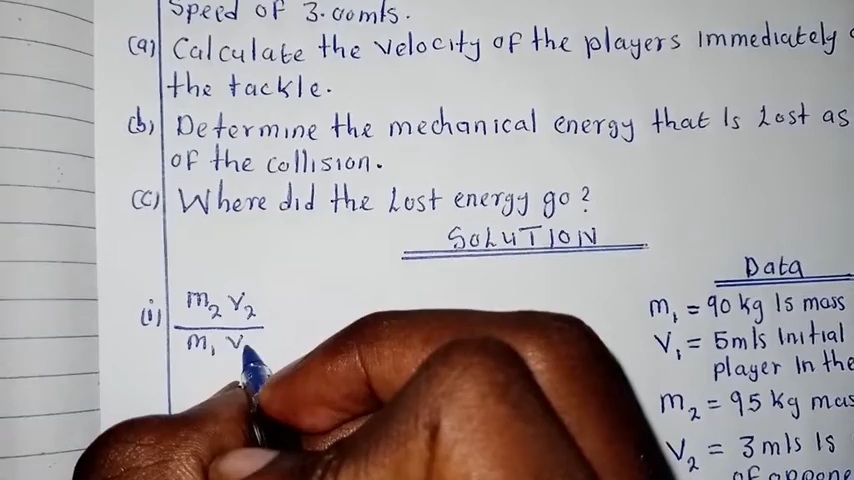 Speed of 3.00m/s.
(a) Calculate the velocity of the players immediately
the tackle.
(b) Determine the mechanical energy that Is Lost as
of the collision.
(c) Where did the Lost energy go?
SOLUTION
Data
(i) m₂ v₂
m₁ v
m₁ = 90 kg Is mass
v₁ = 5m/s Initial
player In the
m₂ = 95 kg mas
v₂ = 3 m/s Is
of oppone